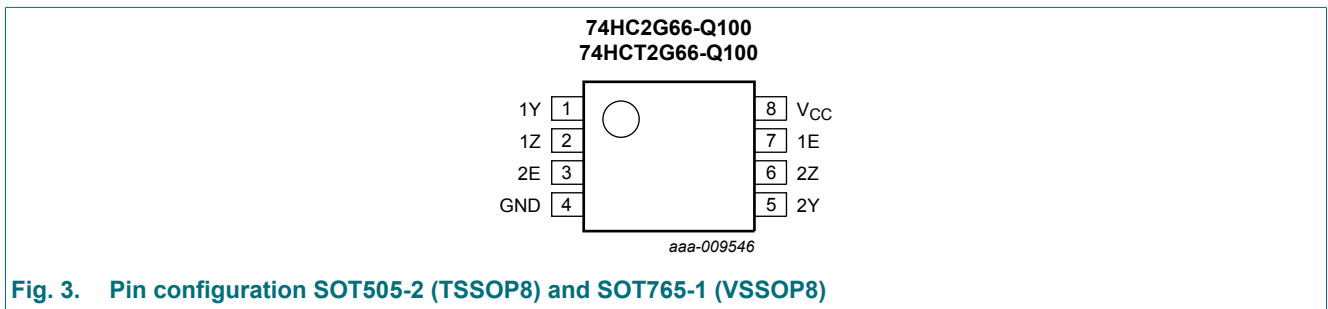 74HC2G66-Q100
74HCT2G66-Q100
1Y 1 8 VCC
1Z 2 7 1E
2E 3 6 2Z
GND 4 5 2Y
aaa-009546
Fig. 3. Pin configuration SOT505-2 (TSSOP8) and SOT765-1 (VSSOP8)